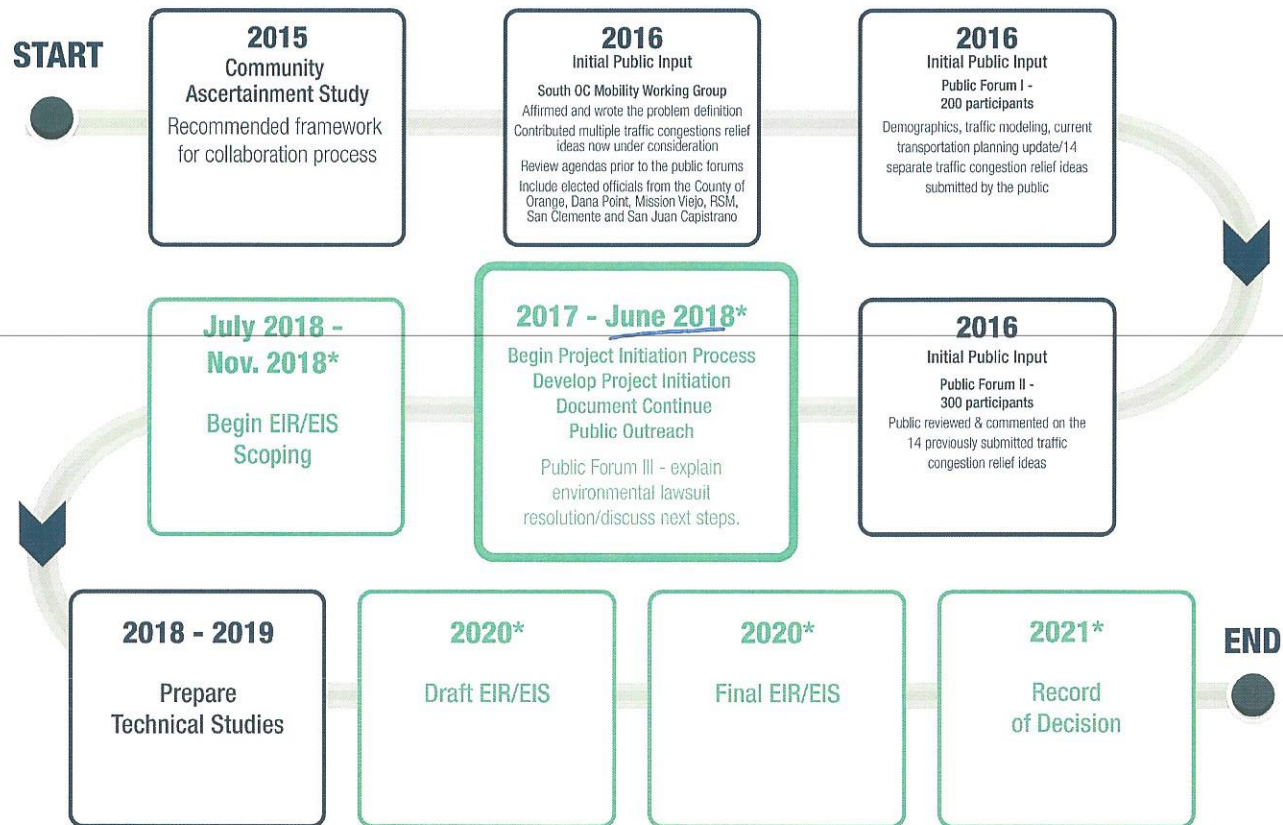 START
2015
Community
Ascertainment Study
Recommended framework
for collaboration process
2016
Initial Public Input
South OC Mobility Working Group
Affirmed and wrote the problem definition
Contributed multiple traffic congestions relief
ideas now under consideration
Review agendas prior to the public forums
Include elected officials from the County of
Orange, Dana Point, Mission Viejo, RSM,
San Clemente and San Juan Capistrano
2016
Initial Public Input
Public Forum I -
200 participants
Demographics, traffic modeling, current
transportation planning update/14
separate traffic congestion relief ideas
submitted by the public
2016
Initial Public Input
Public Forum II -
300 participants
Public reviewed & commented on the
14 previously submitted traffic
congestion relief ideas
2017 - June 2018*
Begin Project Initiation Process
Develop Project Initiation
Document Continue
Public Outreach
Public Forum III - explain
environmental lawsuit
resolution/discuss next steps.
July 2018 -
Nov. 2018*
Begin EIR/EIS
Scoping
2018 - 2019
Prepare
Technical Studies
2020*
Draft EIR/EIS
2020*
Final EIR/EIS
2021*
Record
of Decision
END